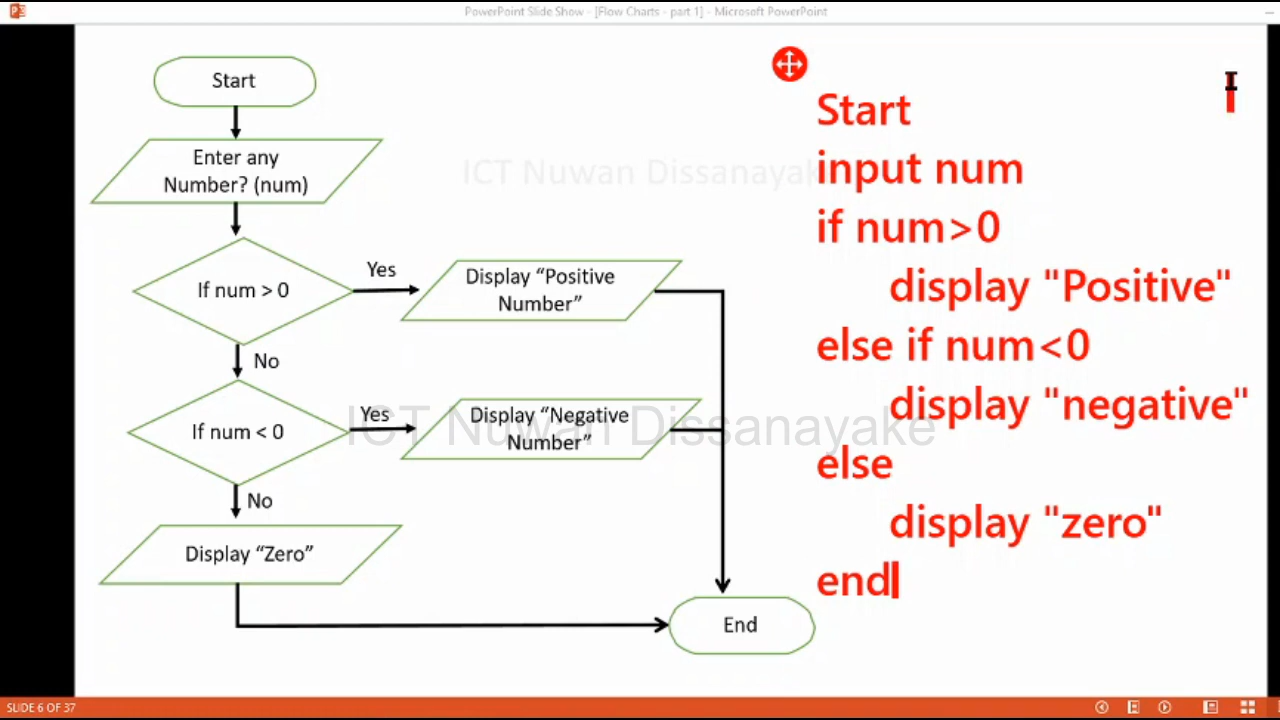 PowerPoint Slide Show - [Flow Charts - part 1] - Microsoft PowerPoint
Start
Enter any
Number? (num)
If num > 0
Yes
Display “Positive
Number”
No
If num < 0
Yes
Display “Negative
Number”
No
Display “Zero”
End
ICT Nuwan Dissanayake
ICT Nuwan Dissanayake
Start
input num
if num>0
display "Positive"
else if num<0
display "negative"
else
display "zero"
end
SLIDE 6 OF 37